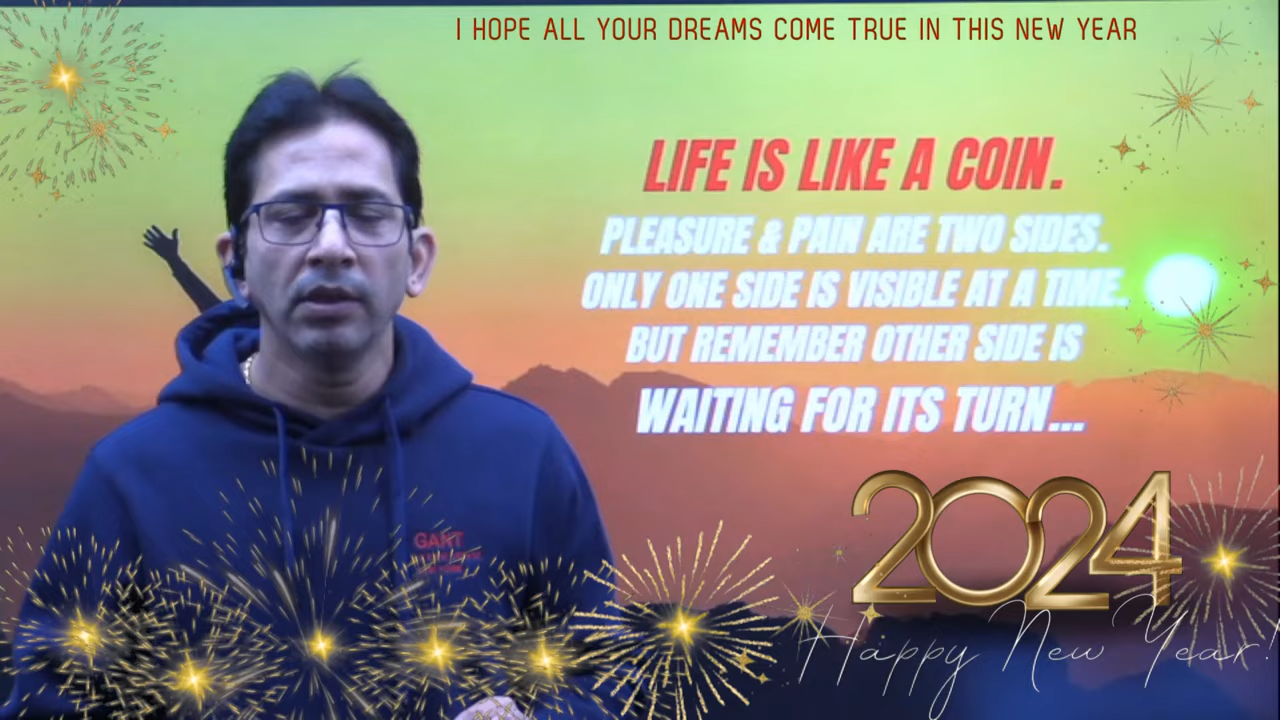 I HOPE ALL YOUR DREAMS COME TRUE IN THIS NEW YEAR
LIFE IS LIKE A COIN.
PLEASURE & PAIN ARE TWO SIDES.
ONLY ONE SIDE IS VISIBLE AT A TIME..
BUT REMEMBER OTHER SIDE IS
WAITING FOR ITS TURN...
GANT
2024
Happy New Year!